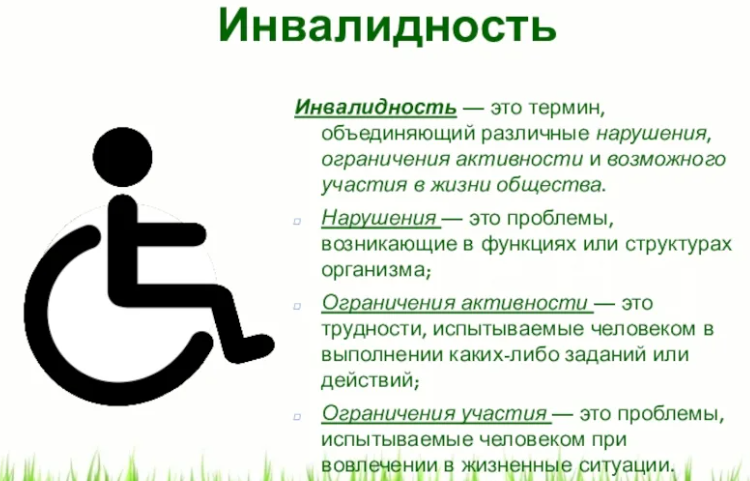 Инвалидность
Инвалидность — это термин,
объединяющий различные нарушения,
ограничения активности и возможного
участия в жизни общества.
Нарушения — это проблемы,
возникающие в функциях или структурах
организма;
Ограничения активности — это
трудности, испытываемые человеком в
выполнении каких-либо заданий или
действий;
Ограничения участия — это проблемы,
испытываемые человеком при
вовлечении в жизненные ситуации.